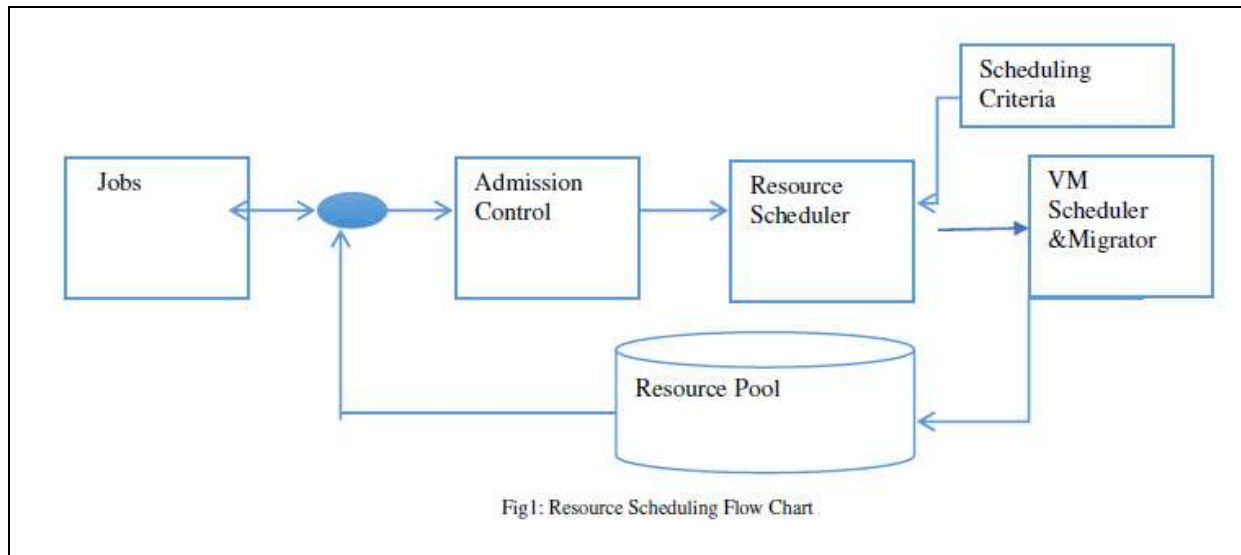 Scheduling
Criteria
Jobs
Admission
Control
Resource
Scheduler
VM
Scheduler
&Migrator
Resource Pool
Fig1: Resource Scheduling Flow Chart